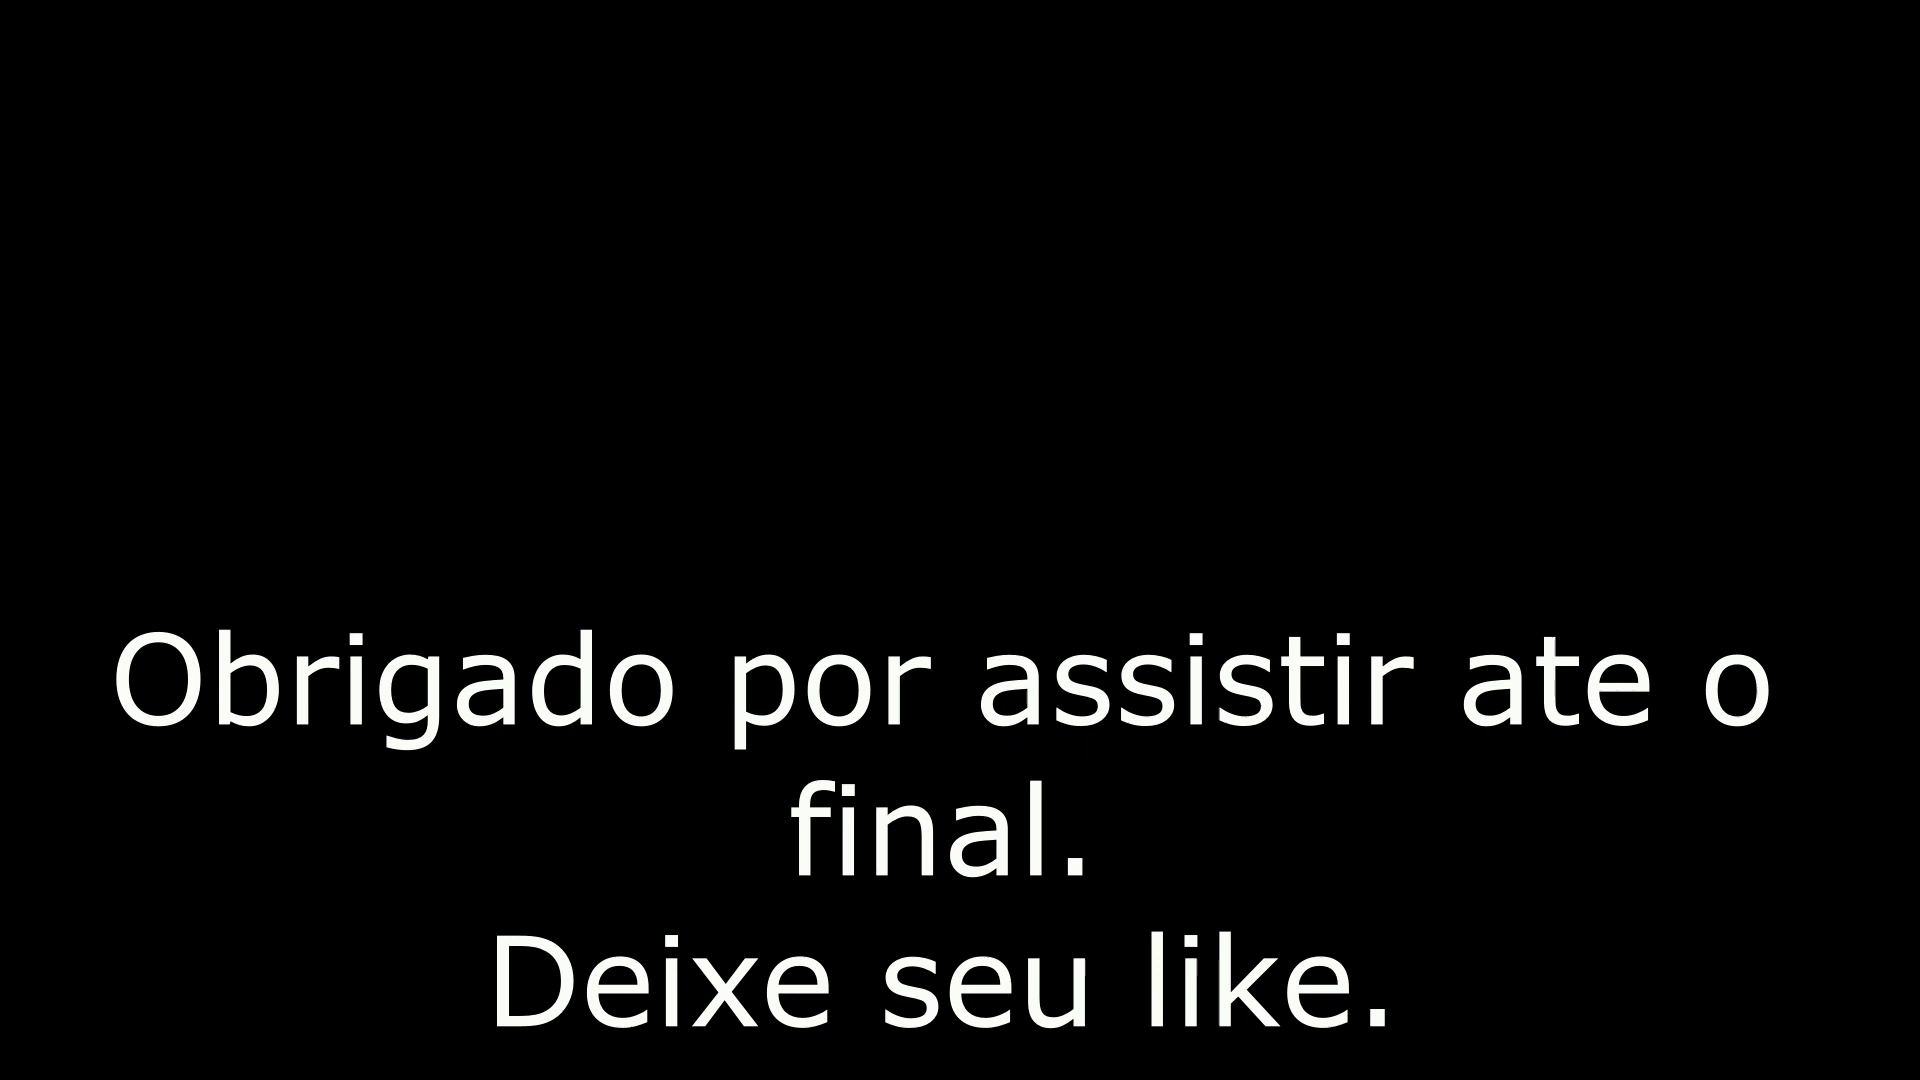 Obrigado por assistir ate o
final.
Deixe seu like.